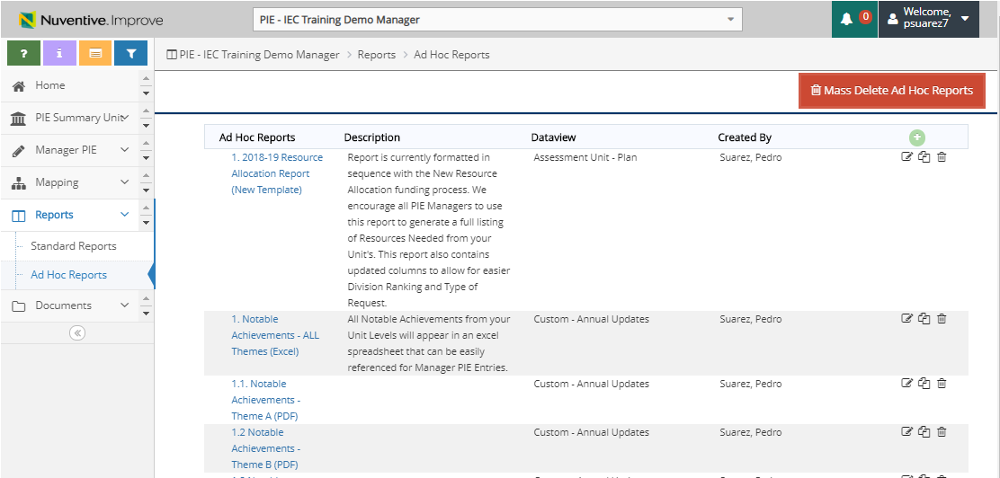 Nuventive.Improve
PIE - IEC Training Demo Manager
0
Welcome,
psuarez7
?
i
PIE - IEC Training Demo Manager > Reports > Ad Hoc Reports
Home
PIE Summary Unit
Manager PIE
Mapping
Reports
Standard Reports
Ad Hoc Reports
Documents
Mass Delete Ad Hoc Reports
Ad Hoc Reports Description Dataview Created By
1. 2018-19 Resource
Allocation Report
(New Template)
Report is currently formatted in
sequence with the New Resource
Allocation funding process. We
encourage all PIE Managers to use
this report to generate a full listing
of Resources Needed from your
Unit's. This report also contains
updated columns to allow for easier
Division Ranking and Type of
Request.
Assessment Unit - Plan
Suarez, Pedro
1. Notable
Achievements - ALL
Themes (Excel)
All Notable Achievements from your
Unit Levels will appear in an excel
spreadsheet that can be easily
referenced for Manager PIE Entries.
Custom - Annual Updates
Suarez, Pedro
1.1. Notable
Achievements -
Theme A (PDF)
Custom - Annual Updates
Suarez, Pedro
1.2 Notable
Achievements -
Theme B (PDF)
Custom - Annual Updates
Suarez, Pedro